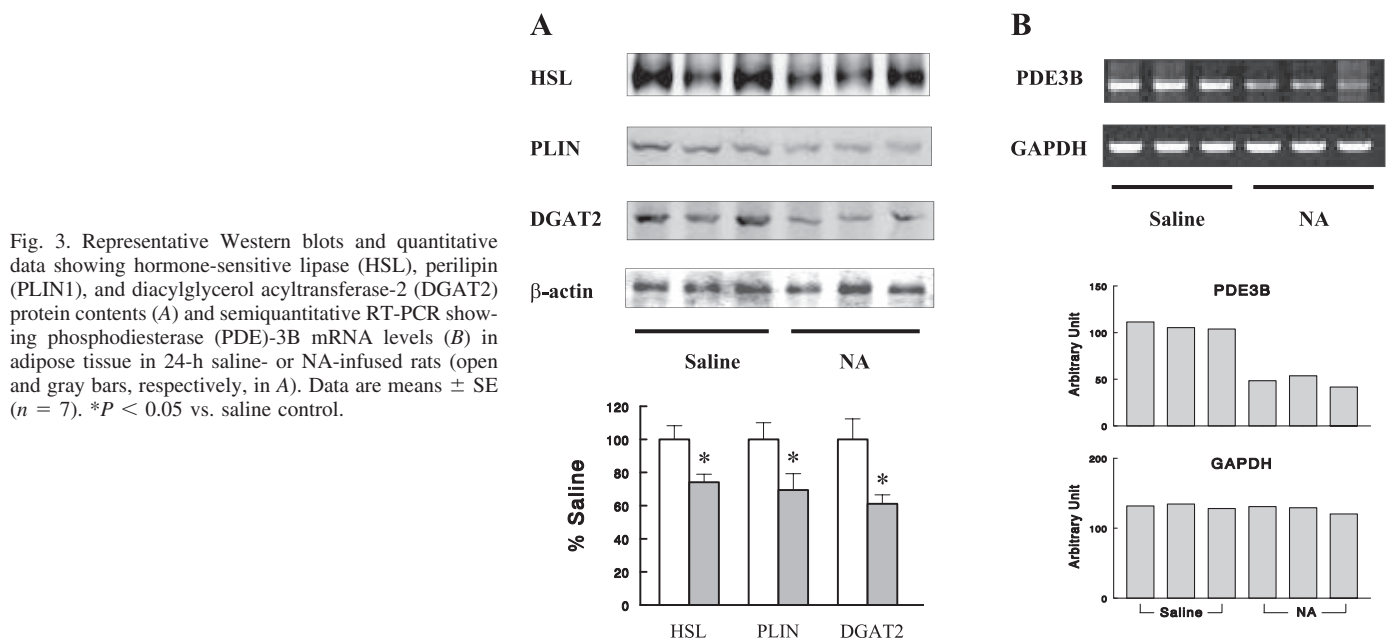 Fig. 3. Representative Western blots and quantitative
data showing hormone-sensitive lipase (HSL), perilipin
(PLIN1), and diacylglycerol acyltransferase-2 (DGAT2)
protein contents (A) and semiquantitative RT-PCR show-
ing phosphodiesterase (PDE)-3B mRNA levels (B) in
adipose tissue in 24-h saline- or NA-infused rats (open
and gray bars, respectively, in A). Data are means ± SE
(n = 7). *P < 0.05 vs. saline control.
A
HSL
PLIN
DGAT2
β-actin
Saline NA
% Saline
120
100
80
60
40
20
0
* * *
HSL PLIN DGAT2
B
PDE3B
GAPDH
Saline NA
PDE3B
Arbitrary Unit
150
100
50
0
GAPDH
Arbitrary Unit
200
100
0
Saline NA